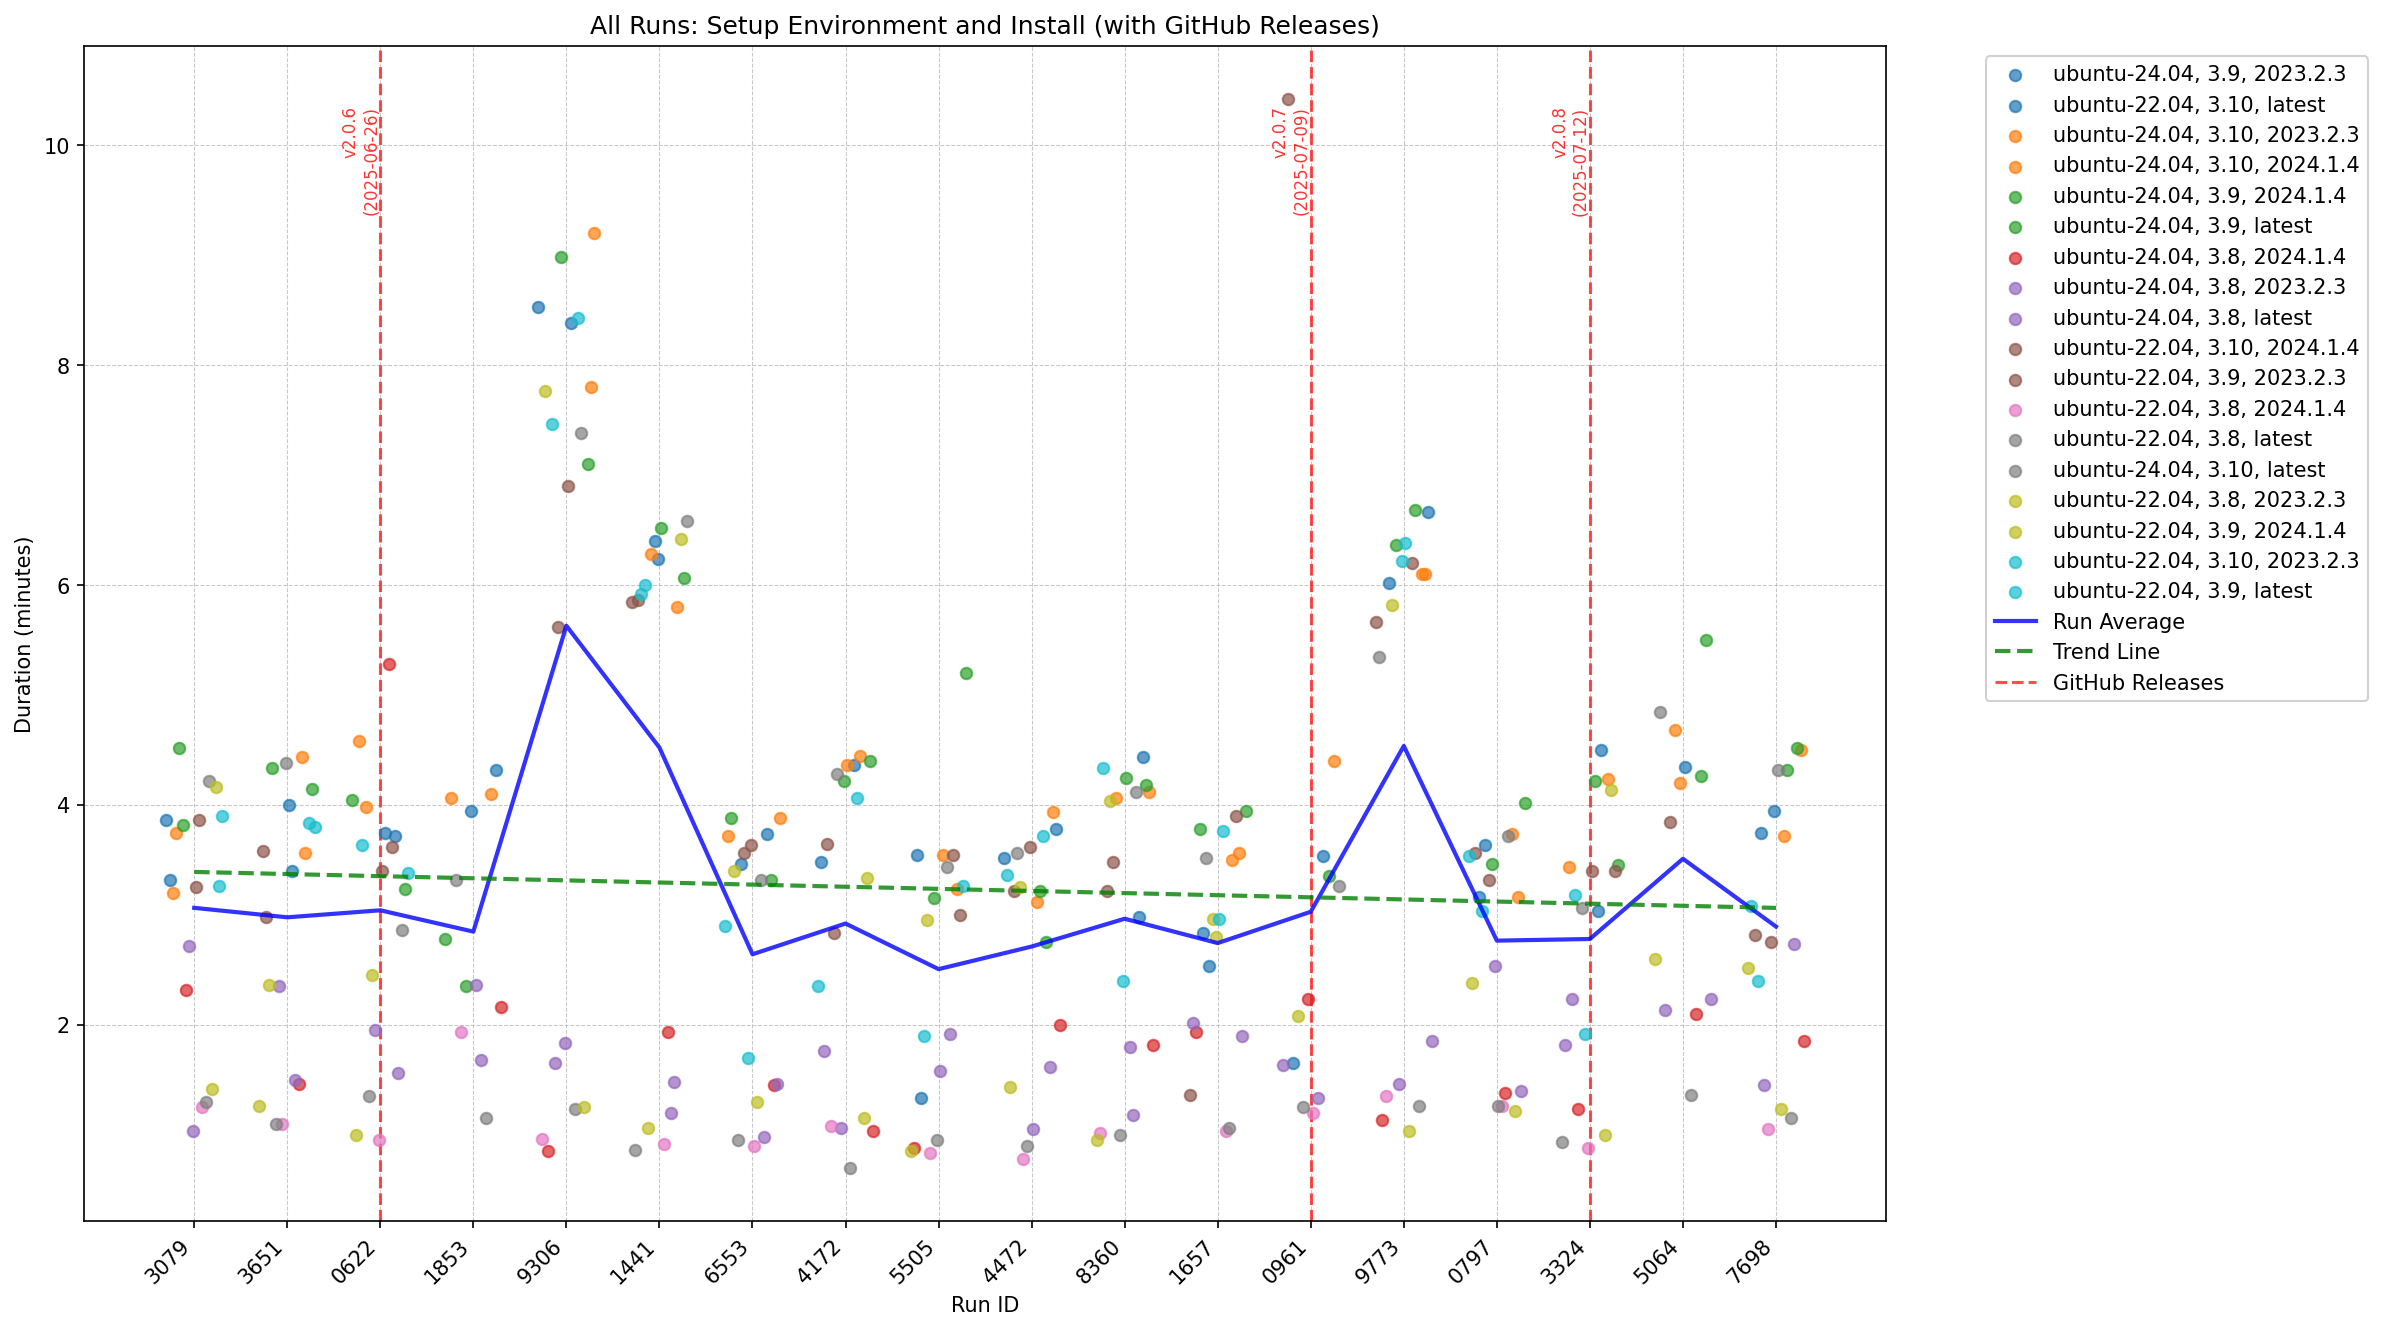 All Runs: Setup Environment and Install (with GitHub Releases)
Duration (minutes)
10
8
6
4
2
v2.0.6
(2025-06-26)
v2.0.7
(2025-07-09)
v2.0.8
(2025-07-12)
3079
3651
0622
1853
9306
1441
6553
4172
5505
4472
8360
1657
0961
9773
0797
3324
5064
7698
Run ID
ubuntu-24.04, 3.9, 2023.2.3
ubuntu-22.04, 3.10, latest
ubuntu-24.04, 3.10, 2023.2.3
ubuntu-24.04, 3.10, 2024.1.4
ubuntu-24.04, 3.9, 2024.1.4
ubuntu-24.04, 3.9, latest
ubuntu-24.04, 3.8, 2024.1.4
ubuntu-24.04, 3.8, 2023.2.3
ubuntu-24.04, 3.8, latest
ubuntu-22.04, 3.10, 2024.1.4
ubuntu-22.04, 3.9, 2023.2.3
ubuntu-22.04, 3.8, 2024.1.4
ubuntu-22.04, 3.8, latest
ubuntu-24.04, 3.10, latest
ubuntu-22.04, 3.8, 2023.2.3
ubuntu-22.04, 3.9, 2024.1.4
ubuntu-22.04, 3.10, 2023.2.3
ubuntu-22.04, 3.9, latest
Run Average
Trend Line
GitHub Releases